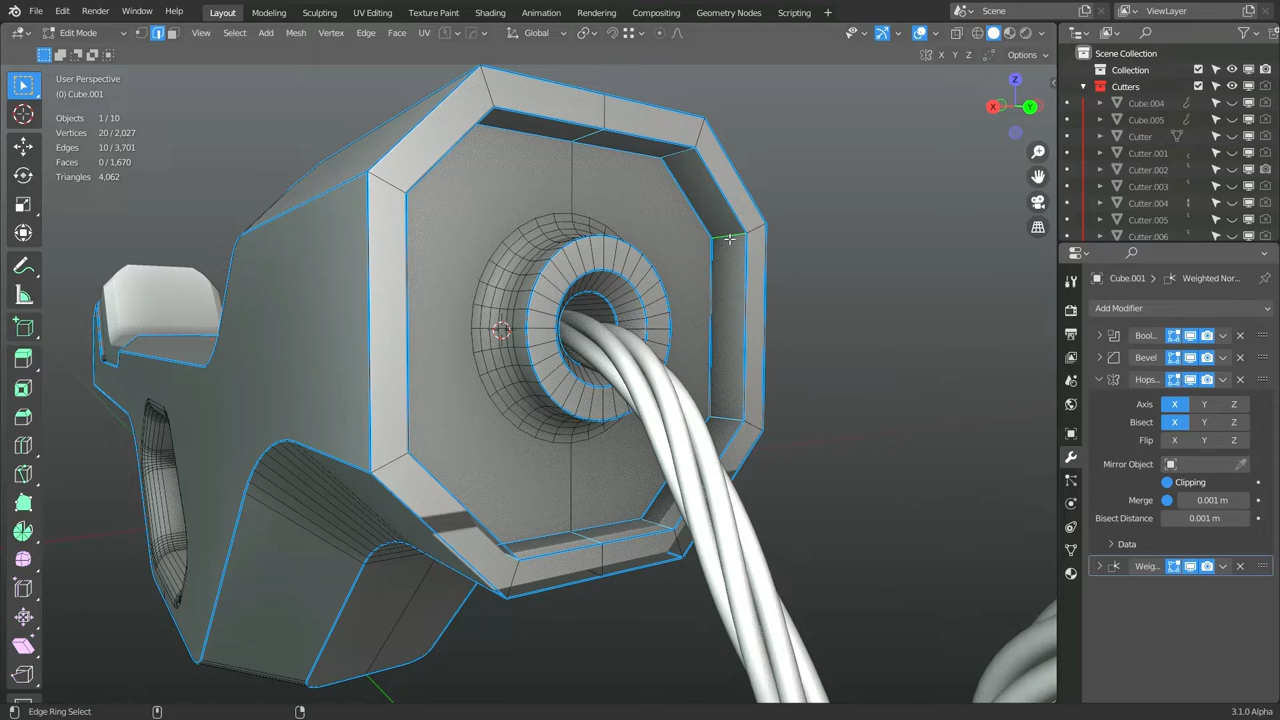 File Edit Render Window Help Layout Modeling Sculpting UV Editing Texture Paint Shading Animation Rendering Compositing Geometry Nodes Scripting + Scene ViewLayer
Edit Mode View Select Add Mesh Vertex Edge Face UV Global
X Y Z Options
User Perspective
(0) Cube.001
Objects 1 / 10
Vertices 20 / 2,027
Edges 10 / 3,701
Faces 0 / 1,670
Triangles 4,062
Z
X Y
Scene Collection
Collection
Cutters
Cube.004
Cube.005
Cutter
Cutter.001
Cutter.002
Cutter.003
Cutter.004
Cutter.005
Cutter.006
Cube.001 Weighted Nor...
Add Modifier
Bool...
Bevel
Hops...
Axis X Y Z
Bisect X Y Z
Flip X Y Z
Mirror Object
Clipping
Merge 0.001 m
Bisect Distance 0.001 m
Data
Weig...
Edge Ring Select 3.1.0 Alpha